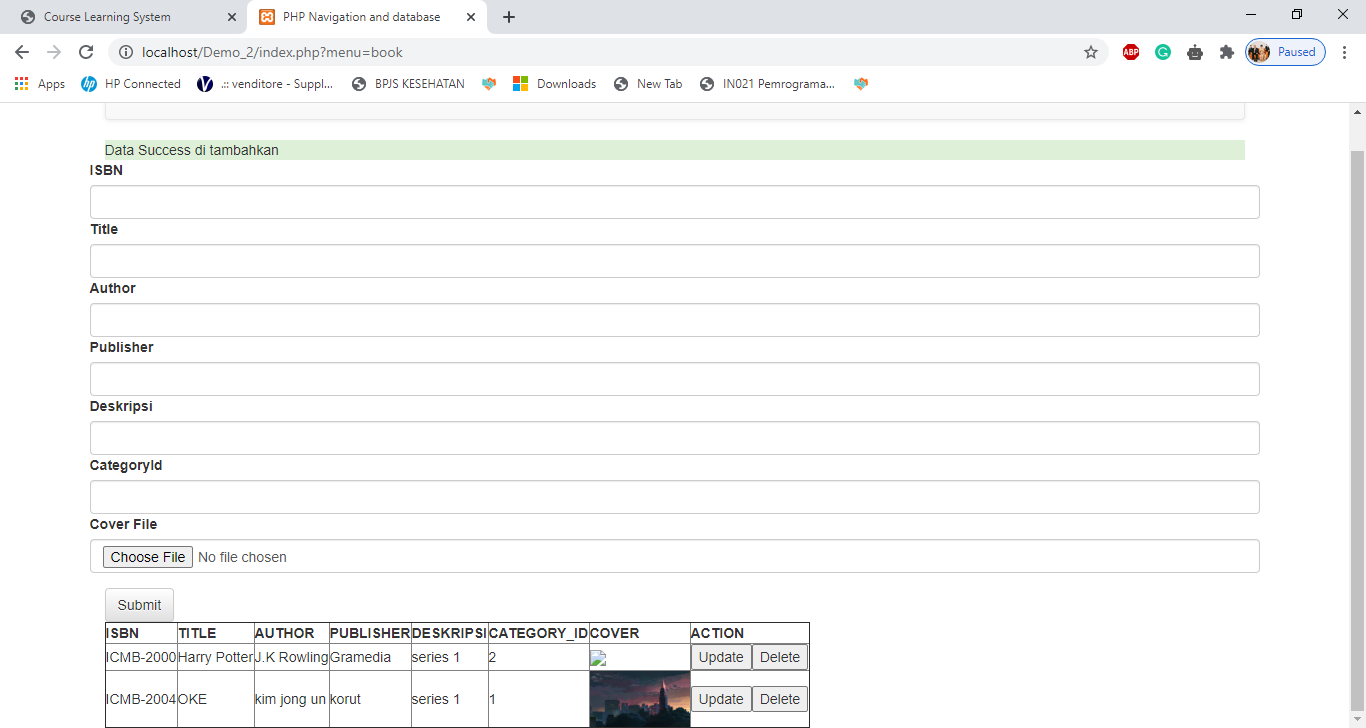 Course Learning System
PHP Navigation and database
localhost/Demo_2/index.php?menu=book
ABP
Paused
Apps
HP Connected
.:: venditore - Suppl...
BPJS KESEHATAN
Downloads
New Tab
IN021 Pemrograma...
Data Success di tambahkan
ISBN
Title
Author
Publisher
Deskripsi
CategoryId
Cover File
Choose File No file chosen
Submit
ISBN TITLE AUTHOR PUBLISHER DESKRIPSI CATEGORY_ID COVER ACTION
ICMB-2000 Harry Potter J.K Rowling Gramedia series 1 2 Update Delete
ICMB-2004 OKE kim jong un korut series 1 1 Update Delete